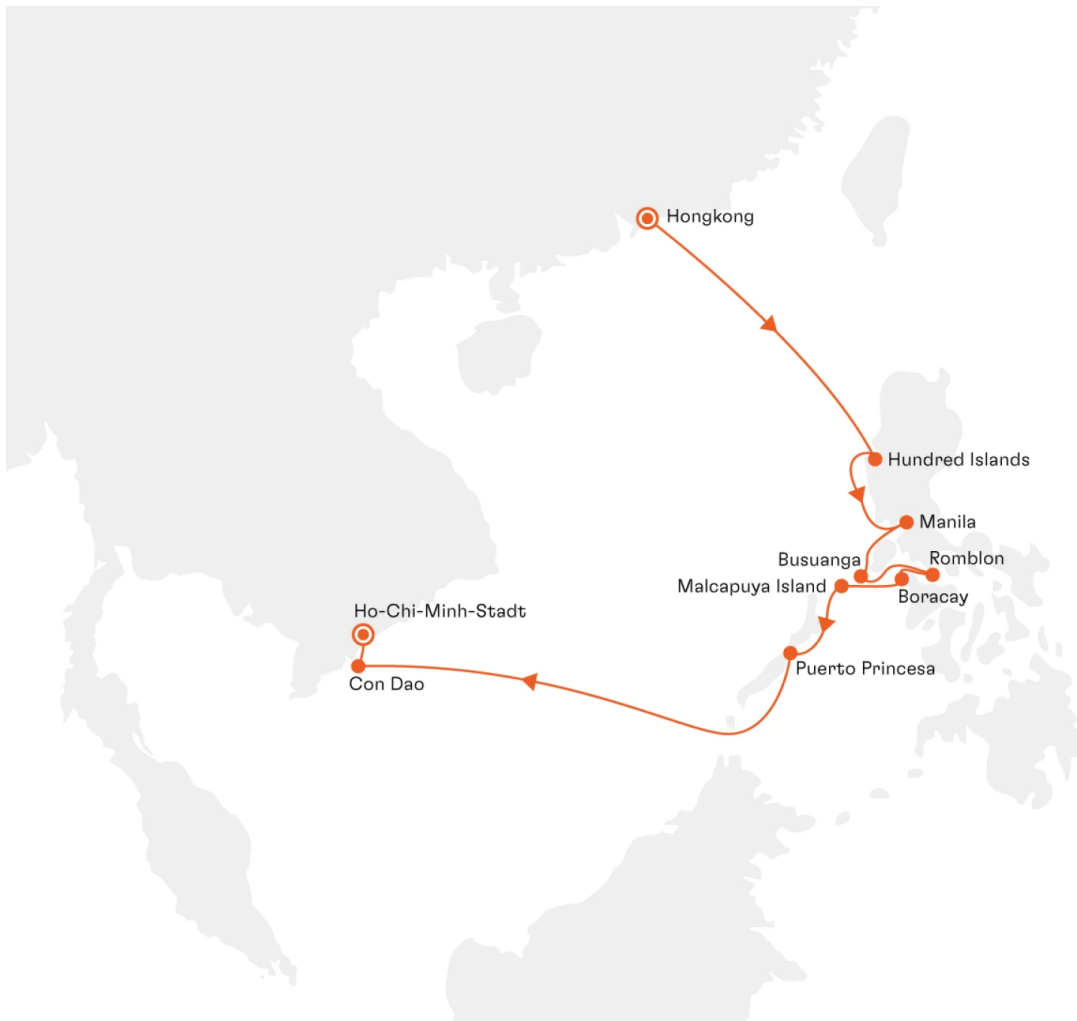 Hongkong
Hundred Islands
Manila
Busuanga
Romblon
Malcapuya Island
Boracay
Ho-Chi-Minh-Stadt
Puerto Princesa
Con Dao